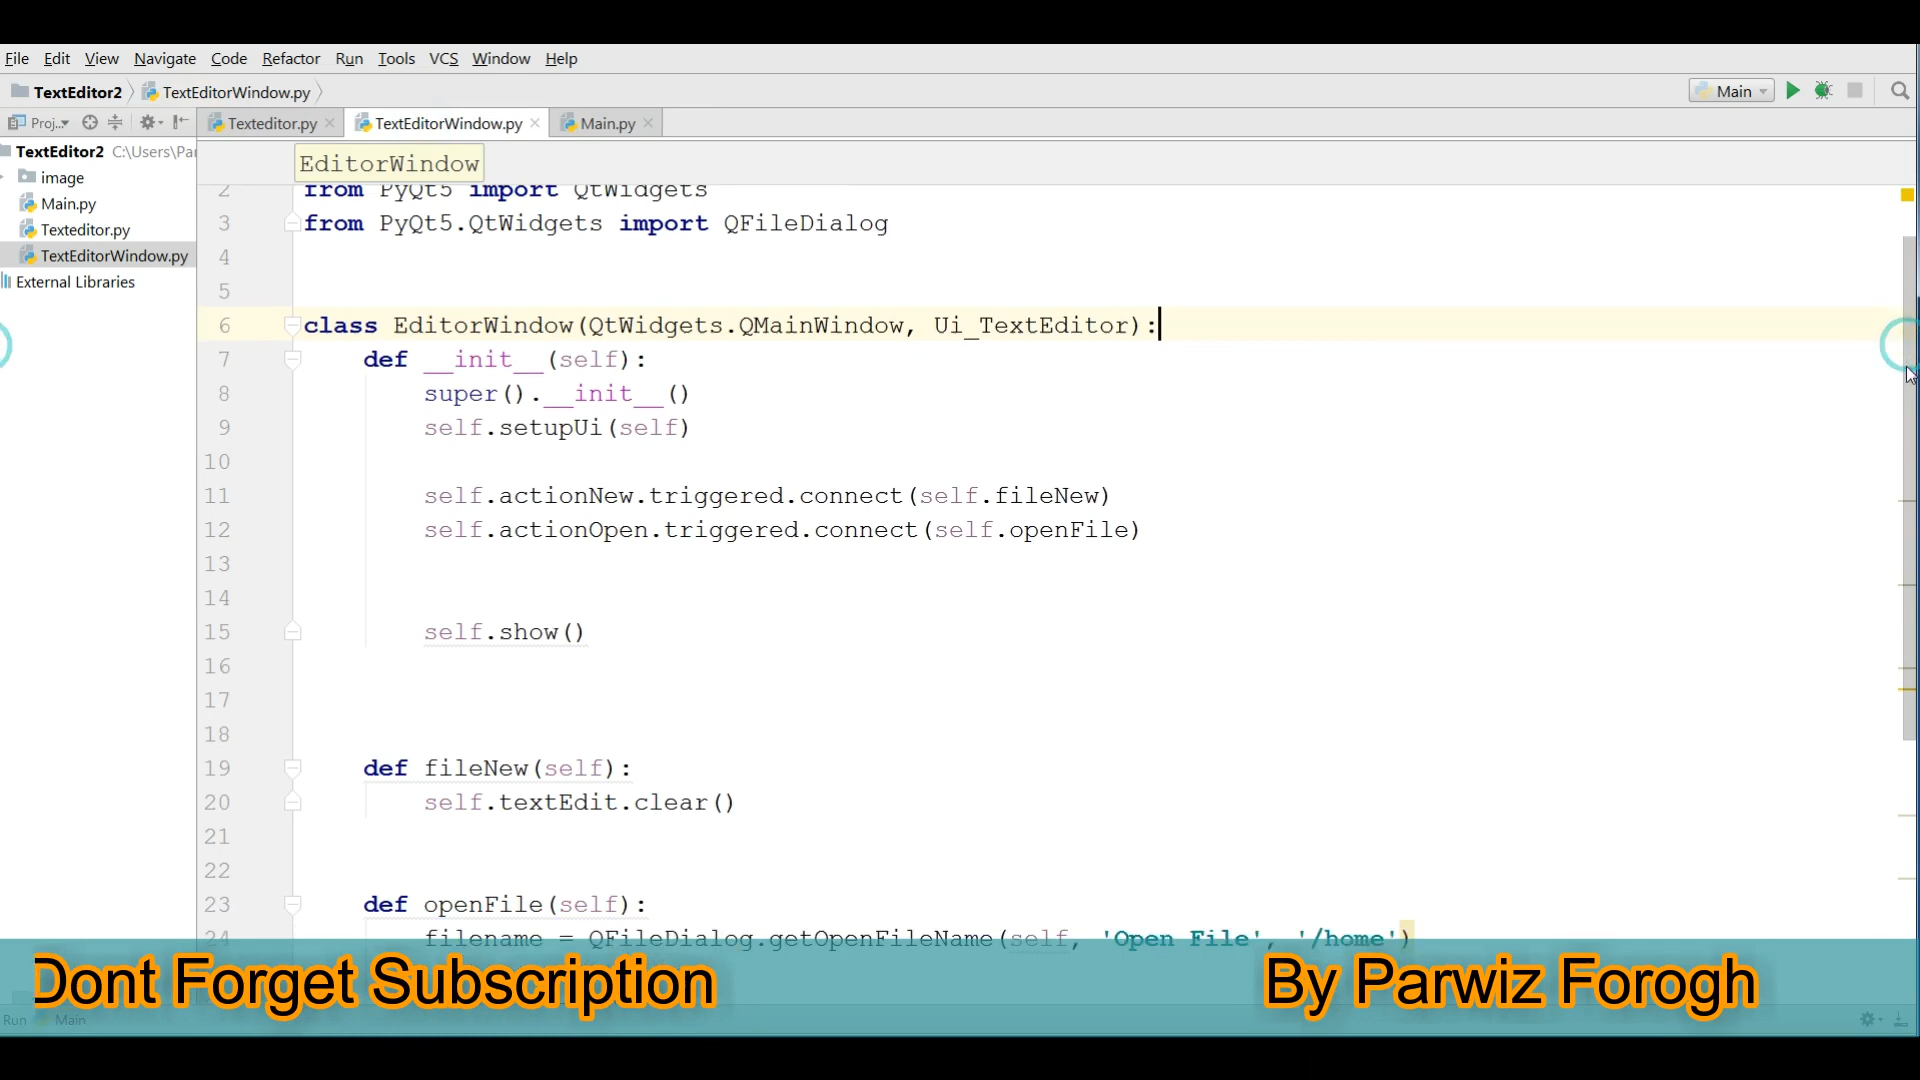 File Edit View Navigate Code Refactor Run Tools VCS Window Help
TextEditor2 TextEditorWindow.py Main
Proj.. Texteditor.py TextEditorWindow.py Main.py
TextEditor2 C:\Users\Par
image
Main.py
Texteditor.py
TextEditorWindow.py
External Libraries
EditorWindow
2 from PyQt5 import QtWidgets
3 from PyQt5.QtWidgets import QFileDialog
4
5
6 class EditorWindow(QtWidgets.QMainWindow, Ui_TextEditor):
7 def __init__(self):
8 super().__init__()
9 self.setupUi(self)
10
11 self.actionNew.triggered.connect(self.fileNew)
12 self.actionOpen.triggered.connect(self.openFile)
13
14
15 self.show()
16
17
18
19 def fileNew(self):
20 self.textEdit.clear()
21
22
23 def openFile(self):
24 filename = QFileDialog.getOpenFileName(self, 'Open File', '/home')
Dont Forget Subscription By Parwiz Forogh
Run Main